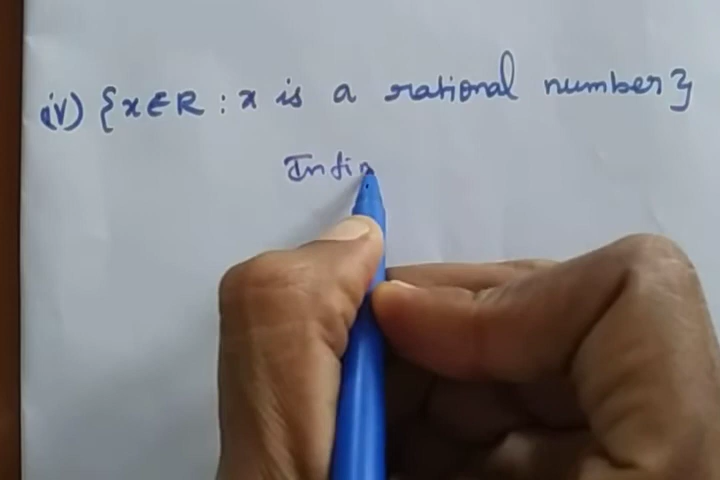 iv) {x∈R : x is a rational number}
Infin